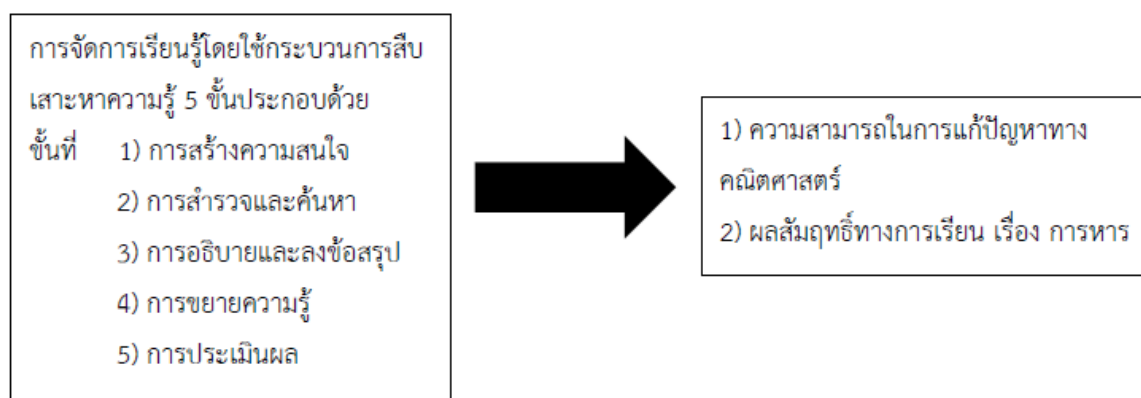 การจัดการเรียนรู้โดยใช้กระบวนการสืบ
เสาะหาความรู้ 5 ขั้นประกอบด้วย
ขั้นที่ 1) การสร้างความสนใจ
2) การสำรวจและค้นหา
3) การอธิบายและลงข้อสรุป
4) การขยายความรู้
5) การประเมินผล
1) ความสามารถในการแก้ปัญหาทาง
คณิตศาสตร์
2) ผลสัมฤทธิ์ทางการเรียน เรื่อง การหาร